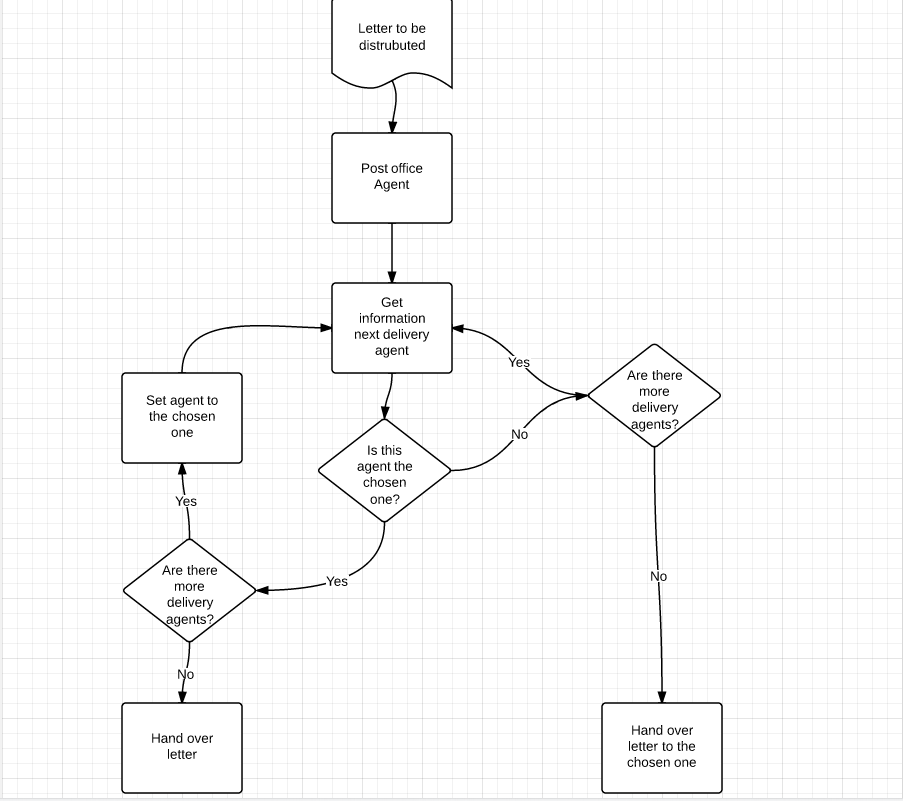 Letter to be
distrubuted
Post office
Agent
Get
information
next delivery
agent
Yes
Are there
more
delivery
agents?
Set agent to
the chosen
one
No
Is this
agent the
chosen
one?
Yes
Are there
more
delivery
agents?
Yes
No
No
Hand over
letter
Hand over
letter to the
chosen one